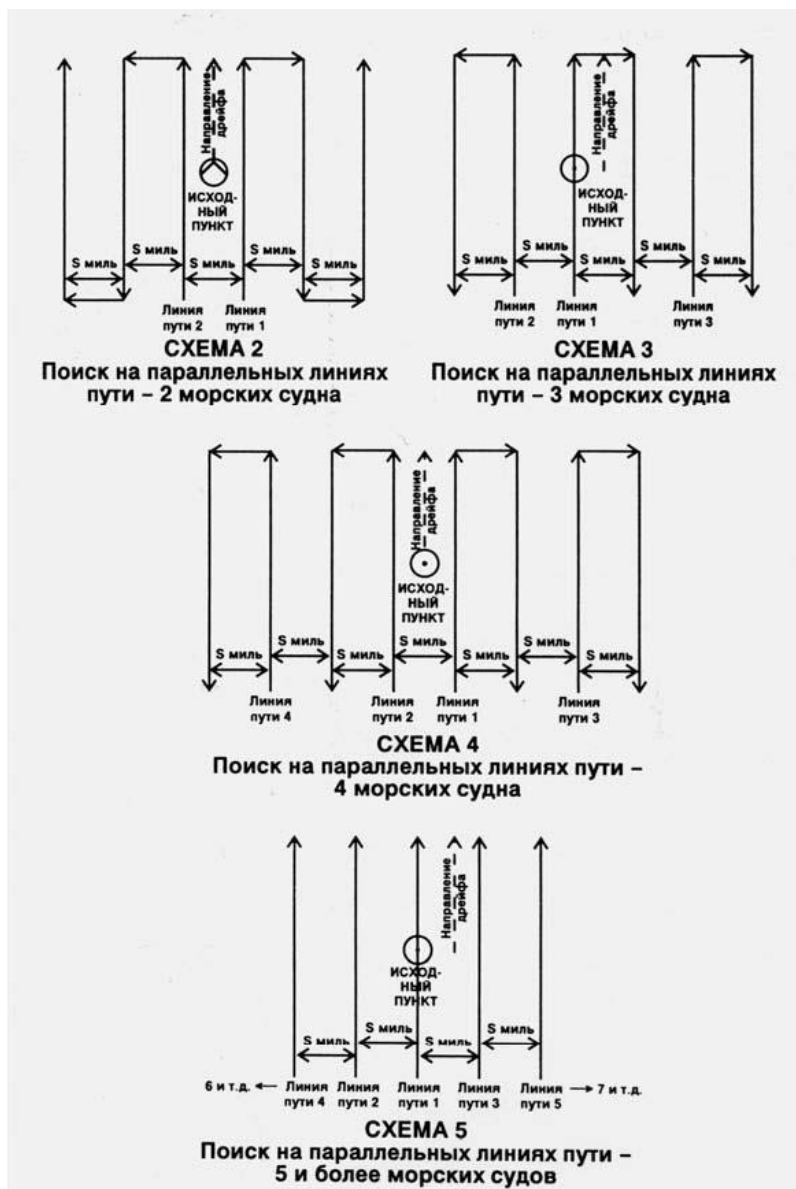 Направление
дрейфа
ИСХОД-
НЫЙ
ПУНКТ
S миль S миль
S миль S миль S миль
Линия Линия
пути 2 пути 1
СХЕМА 2
Поиск на параллельных линиях
пути – 2 морских судна
Направление
дрейфа
ИСХОД-
НЫЙ
ПУНКТ
S миль S миль
S миль S миль S миль
Линия Линия Линия
пути 2 пути 1 пути 3
СХЕМА 3
Поиск на параллельных линиях
пути – 3 морских судна
Направление
дрейфа
ИСХОД-
НЫЙ
ПУНКТ
S миль S миль S миль
S миль S миль S миль S миль
Линия Линия Линия Линия
пути 4 пути 2 пути 1 пути 3
СХЕМА 4
Поиск на параллельных линиях пути –
4 морских судна
Направление
дрейфа
ИСХОД-
НЫЙ
ПУНКТ
S миль S миль
S миль S миль
6 и т.д. Линия Линия Линия Линия Линия 7 и т.д.
пути 4 пути 2 пути 1 пути 3 пути 5
СХЕМА 5
Поиск на параллельных линиях пути –
5 и более морских судов